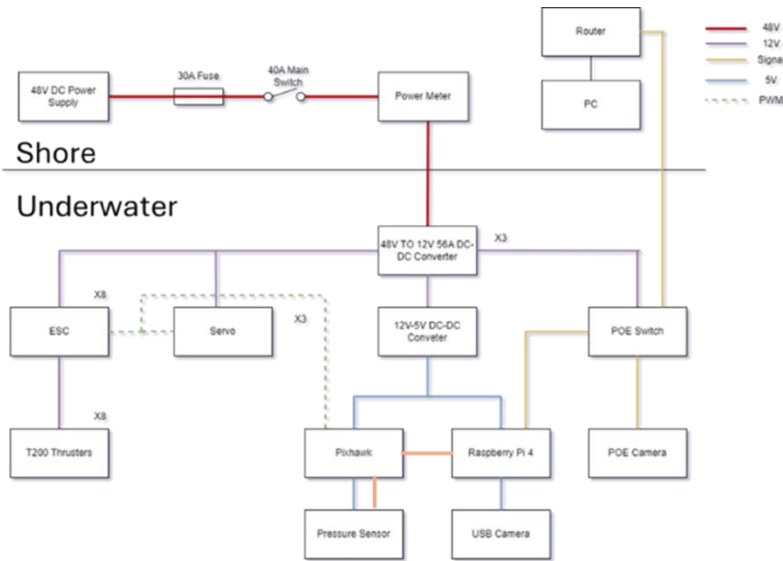 Router
48V
12V
Signal
5V
PWM
PC
48V DC Power
Supply
30A Fuse
40A Main
Switch
Power Meter
Shore
Underwater
48V TO 12V 56A DC-
DC Converter
X3
X8
ESC
Servo
X3
12V-5V DC-DC
Conveter
POE Switch
X8
T200 Thrusters
Pixhawk
Raspberry Pi 4
POE Camera
Pressure Sensor
USB Camera